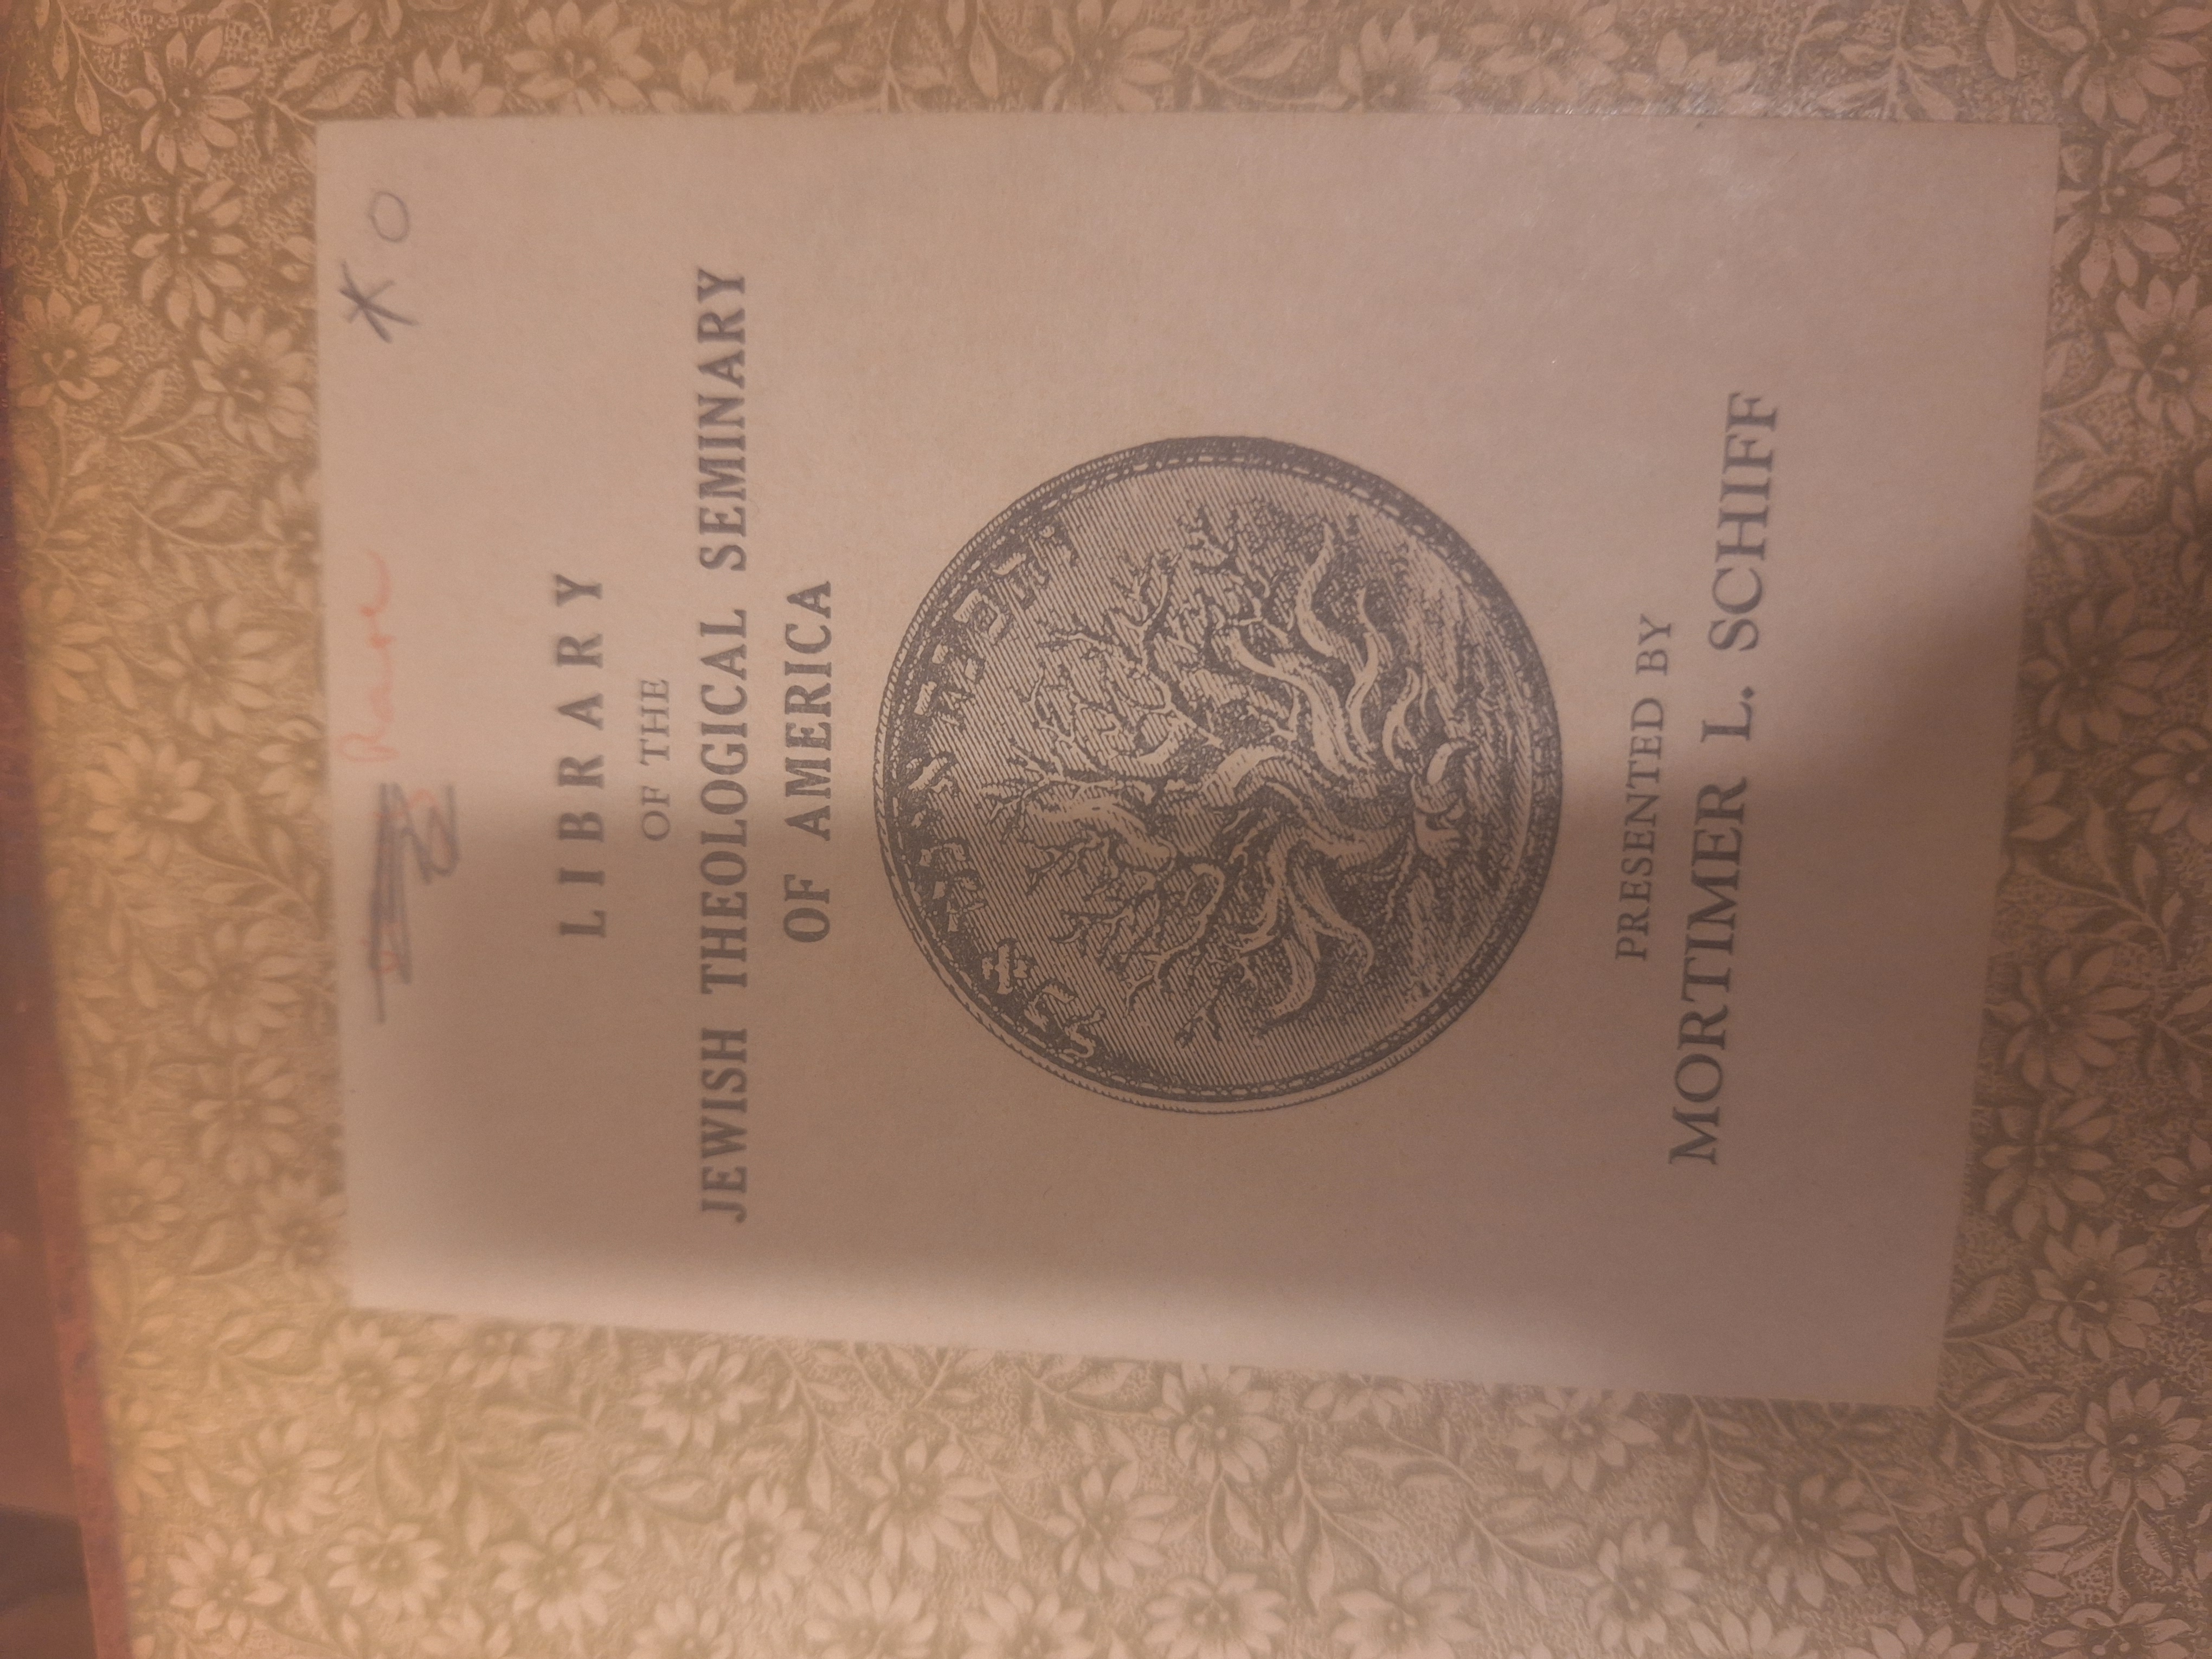 Rare
* O
LIBRARY
OF THE
JEWISH THEOLOGICAL SEMINARY
OF AMERICA
PRESENTED BY
MORTIMER L. SCHIFF